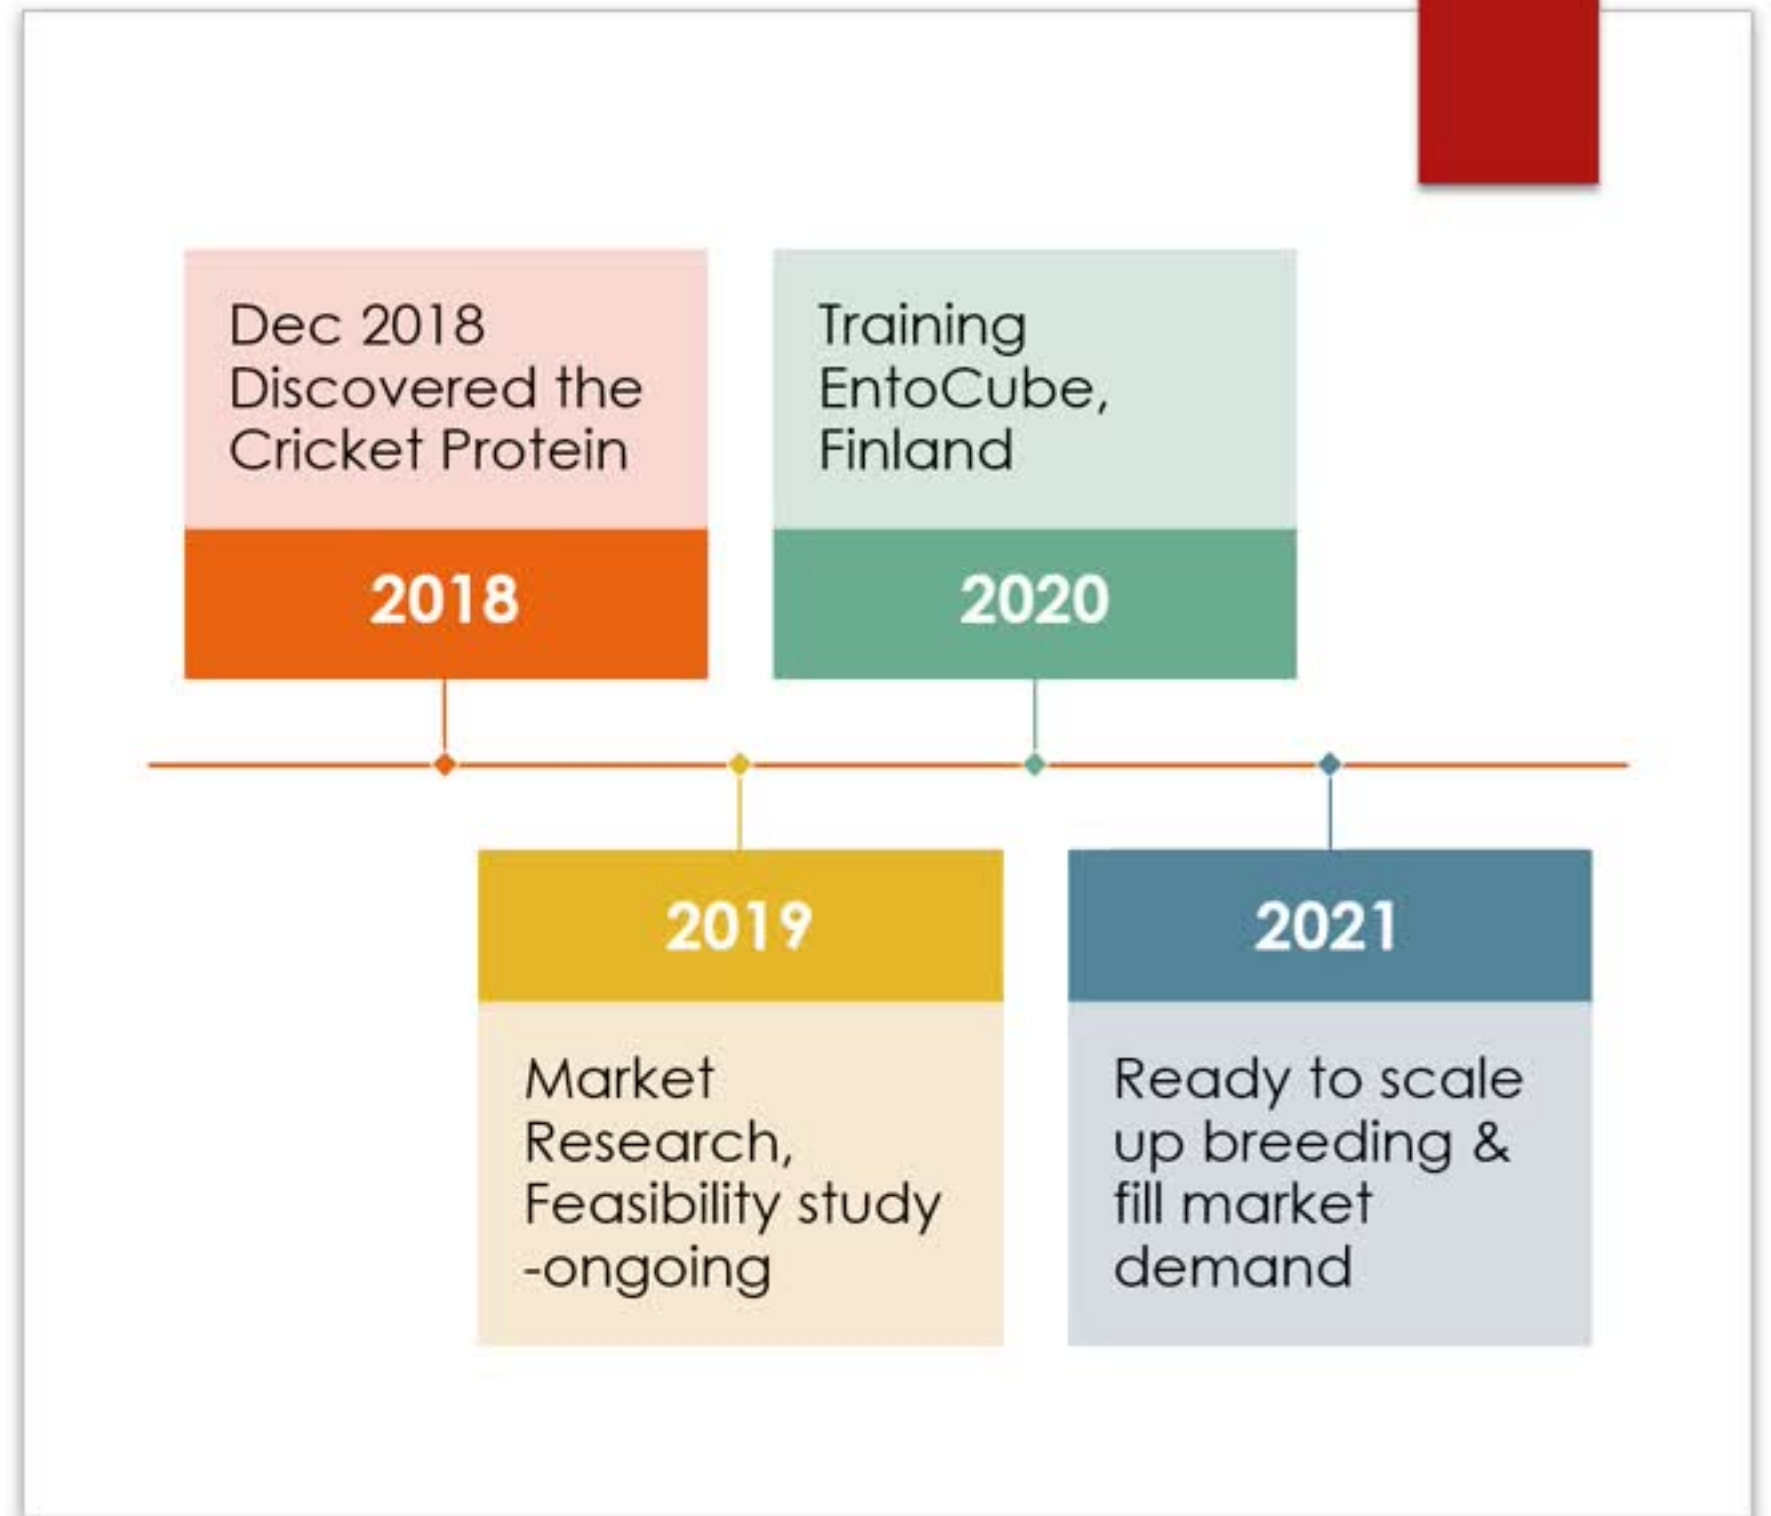 Dec 2018
Discovered the
Cricket Protein
2018
2019
Market
Research,
Feasibility study
-ongoing
Training
EntoCube,
Finland
2020
2021
Ready to scale
up breeding &
fill market
demand